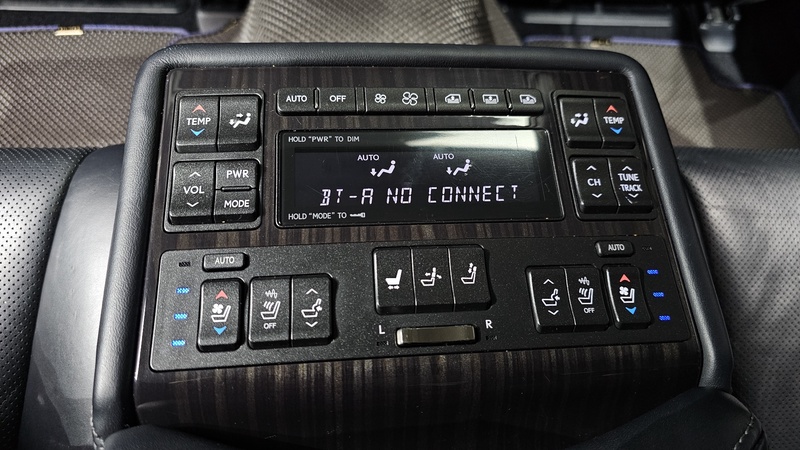 AUTO OFF
TEMP
TEMP
HOLD "PWR" TO DIM
AUTO AUTO
BT-A NO CONNECT
HOLD "MODE" TO
VOL
PWR
MODE
CH
TUNE
·TRACK
AUTO
AUTO
OFF
OFF
L R